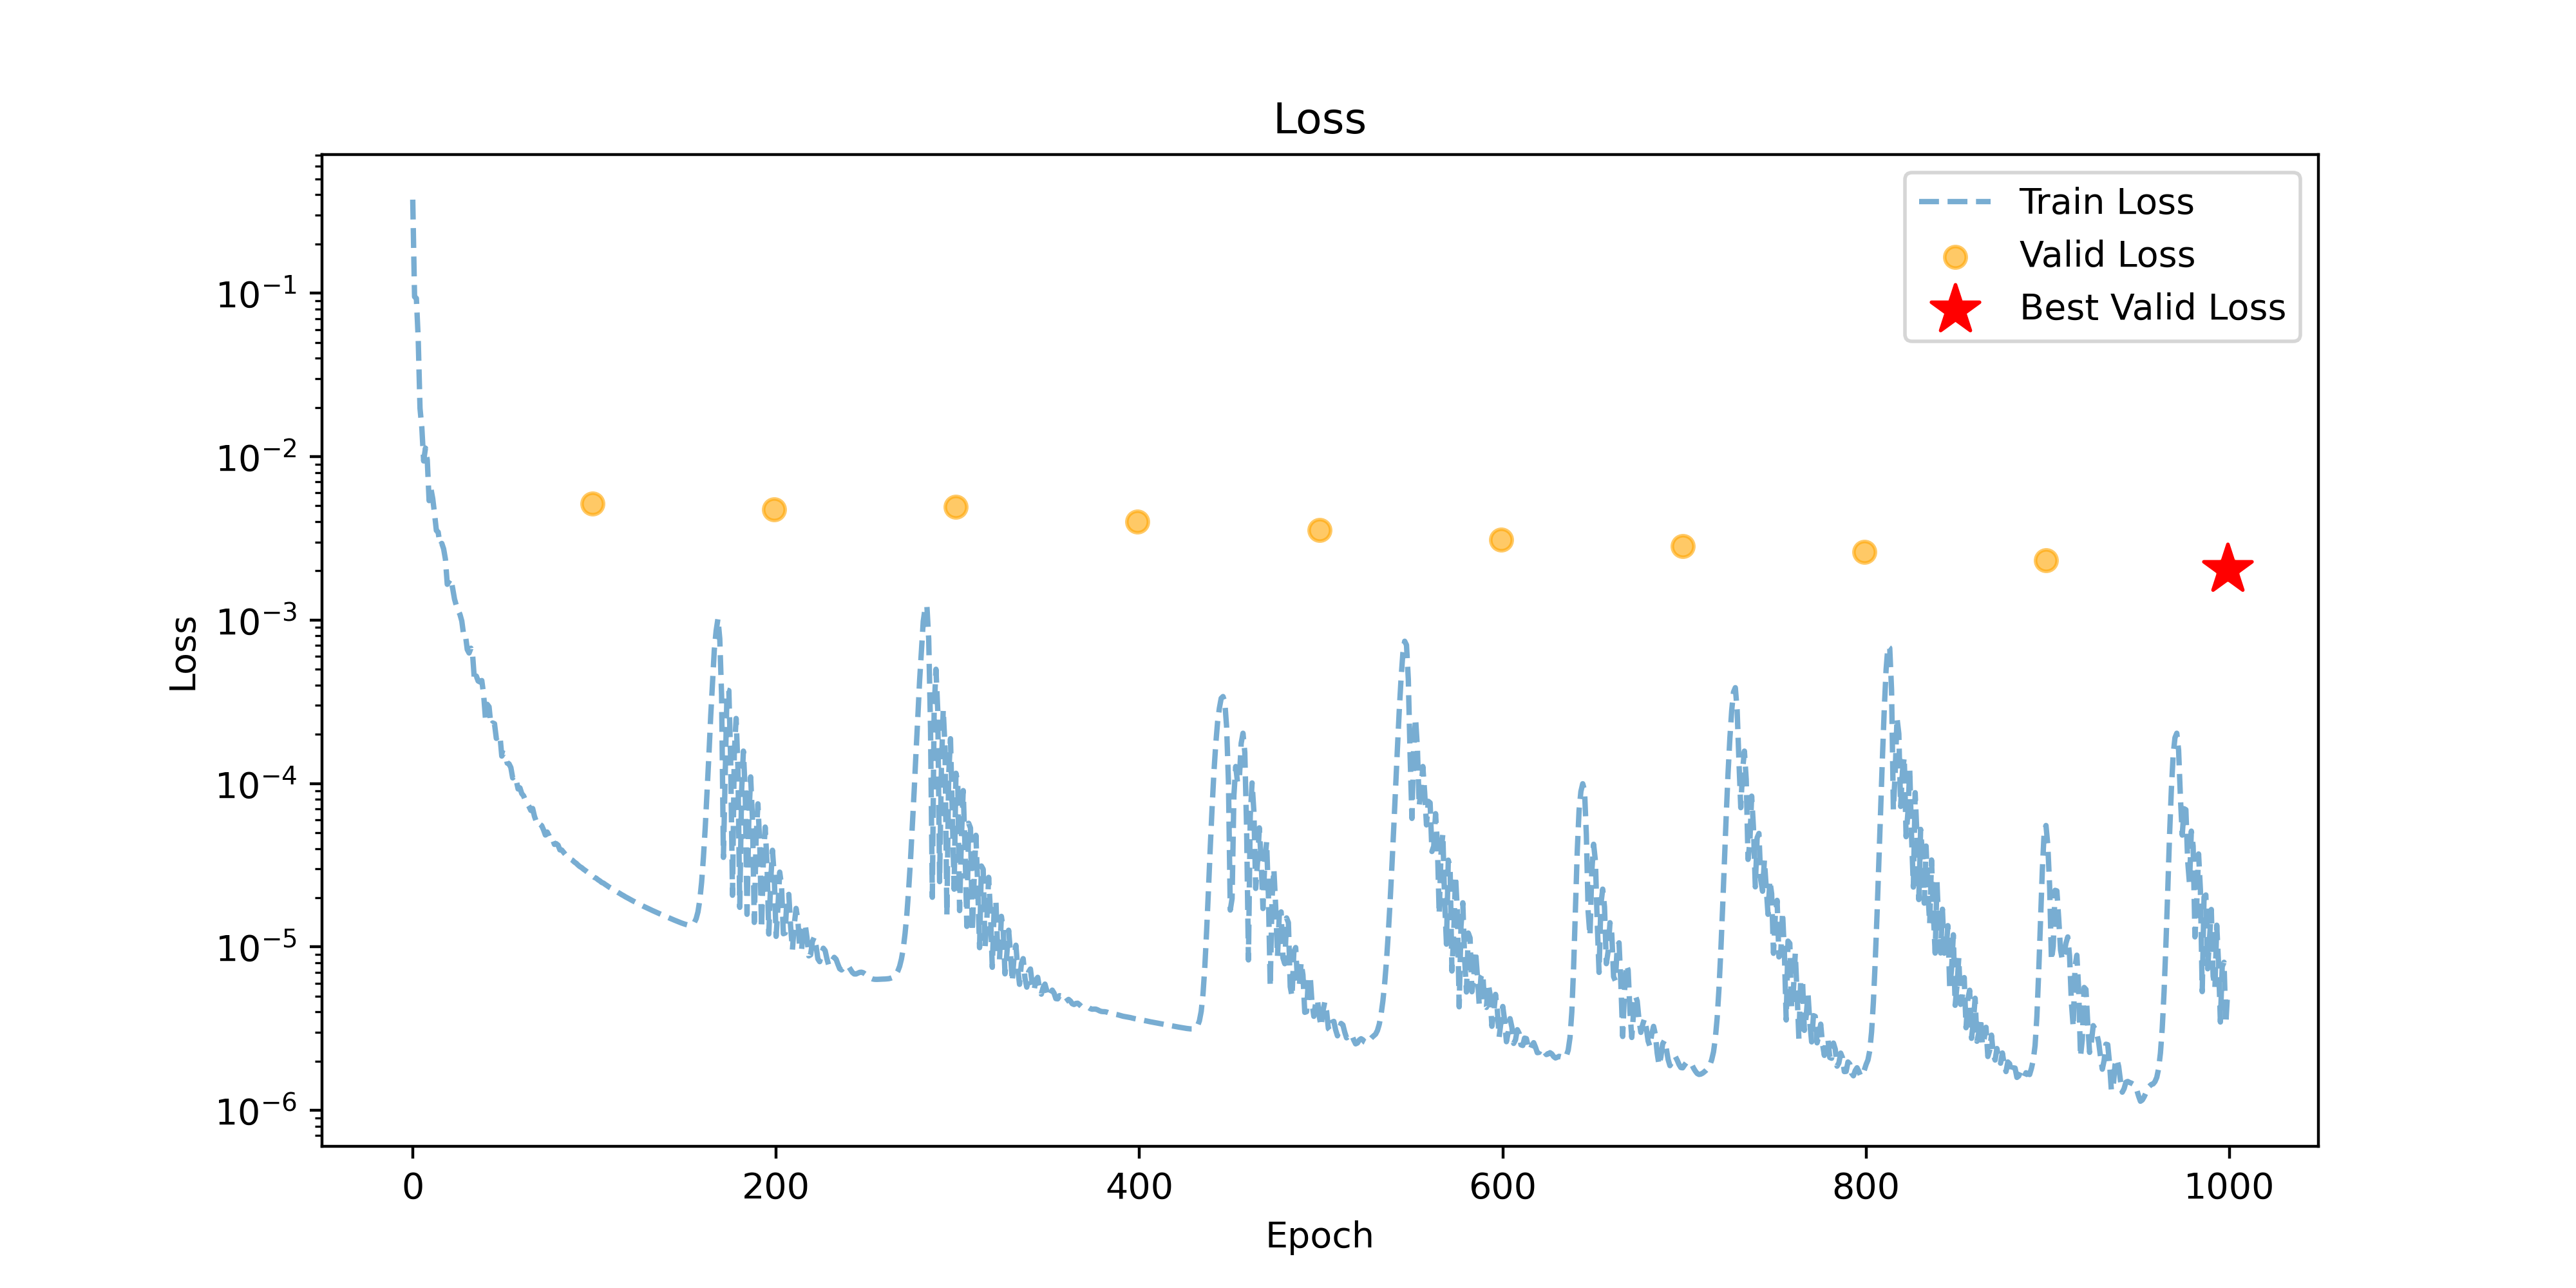 Loss
Train Loss
Valid Loss
Best Valid Loss
10⁻¹
10⁻²
10⁻³
10⁻⁴
10⁻⁵
10⁻⁶
Loss
0 200 400 600 800 1000
Epoch